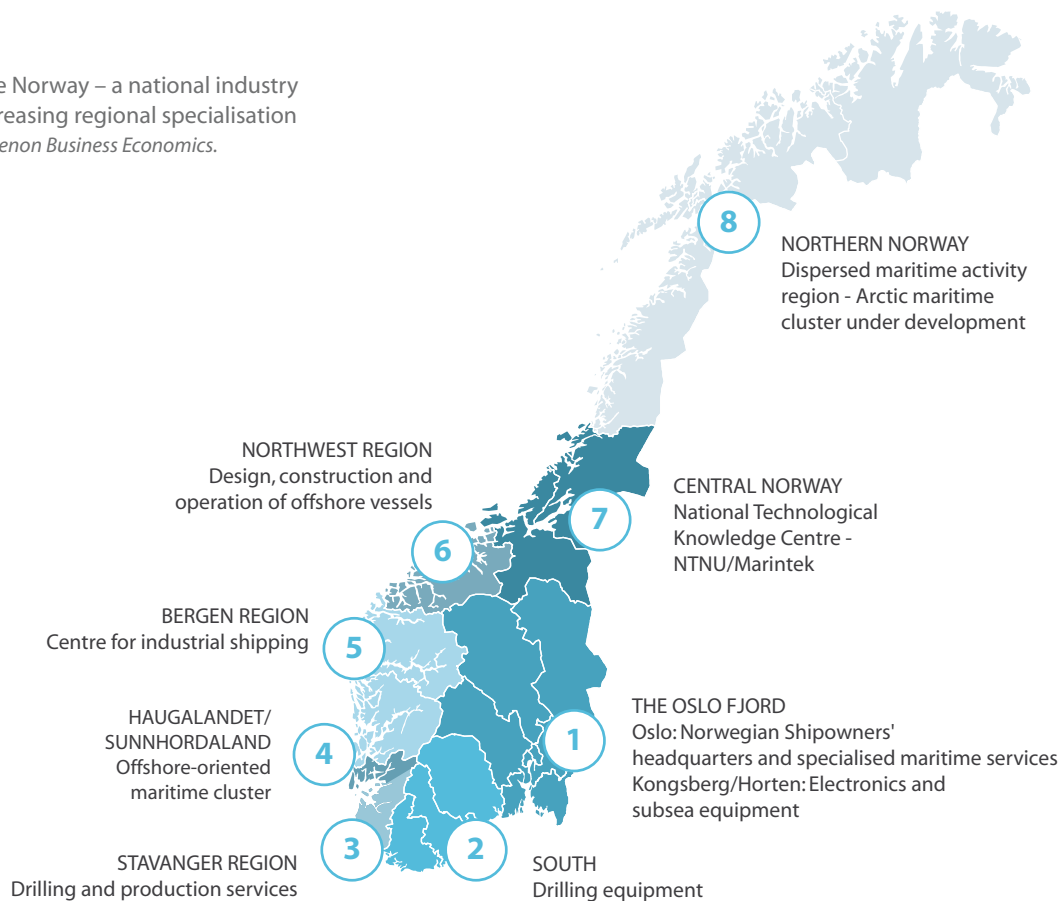 e Norway – a national industry
reasing regional specialisation
enon Business Economics.
8
NORTHERN NORWAY
Dispersed maritime activity
region - Arctic maritime
cluster under development
NORTHWEST REGION
Design, construction and
operation of offshore vessels
6
CENTRAL NORWAY
National Technological
Knowledge Centre -
NTNU/Marintek
7
BERGEN REGION
Centre for industrial shipping
5
HAUGALANDET/
SUNNHORDALAND
Offshore-oriented
maritime cluster
4
1
THE OSLO FJORD
Oslo: Norwegian Shipowners'
headquarters and specialised maritime services
Kongsberg/Horten: Electronics and
subsea equipment
STAVANGER REGION
Drilling and production services
3
2
SOUTH
Drilling equipment